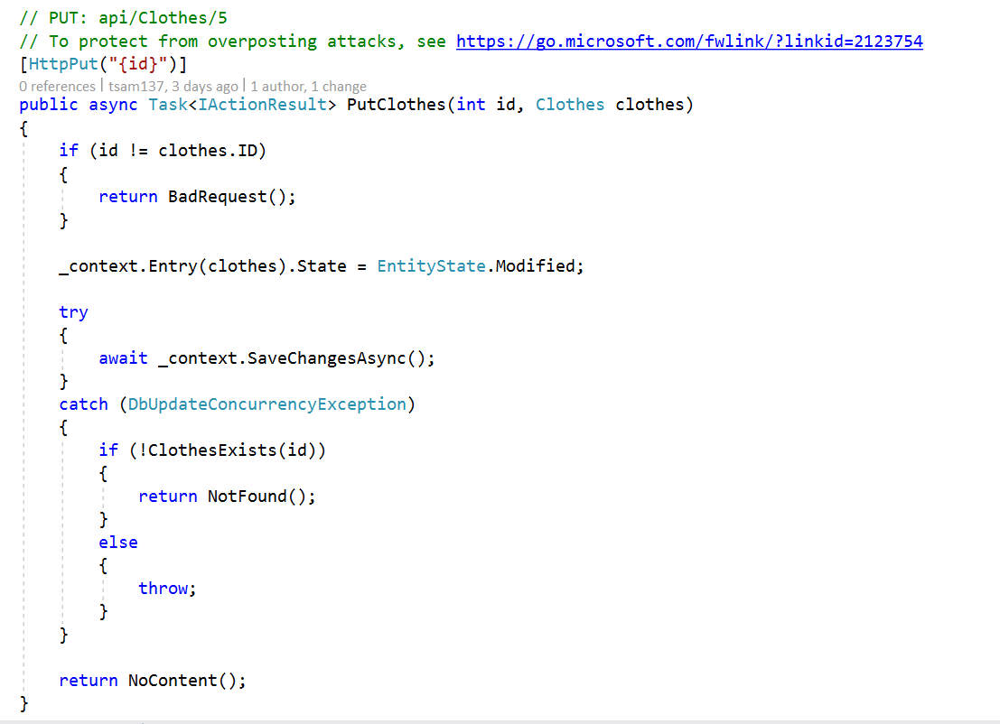 // PUT: api/Clothes/5
// To protect from overposting attacks, see https://go.microsoft.com/fwlink/?linkid=2123754
[HttpPut("{id}")]
0 references | tsam137, 3 days ago | 1 author, 1 change
public async Task<IActionResult> PutClothes(int id, Clothes clothes)
{
    if (id != clothes.ID)
    {
        return BadRequest();
    }

    _context.Entry(clothes).State = EntityState.Modified;

    try
    {
        await _context.SaveChangesAsync();
    }
    catch (DbUpdateConcurrencyException)
    {
        if (!ClothesExists(id))
        {
            return NotFound();
        }
        else
        {
            throw;
        }
    }

    return NoContent();
}